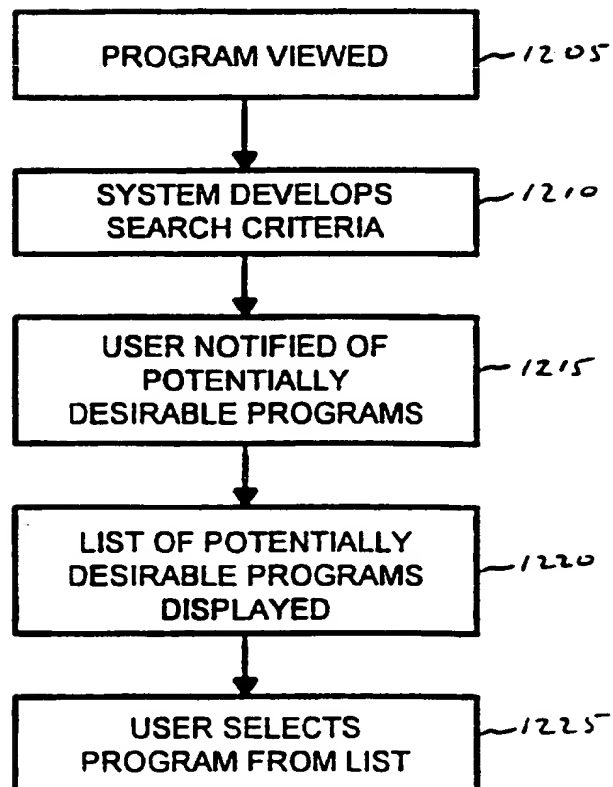 PROGRAM VIEWED
1205
SYSTEM DEVELOPS
SEARCH CRITERIA
1210
USER NOTIFIED OF
POTENTIALLY
DESIRABLE PROGRAMS
1215
LIST OF POTENTIALLY
DESIRABLE PROGRAMS
DISPLAYED
1220
USER SELECTS
PROGRAM FROM LIST
1225